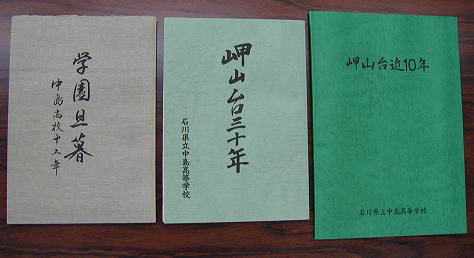 学園旦暮
中島高校十五年
岬山台三十年
石川県立中島高等学校
岬山台近10年
石川県立中島高等学校